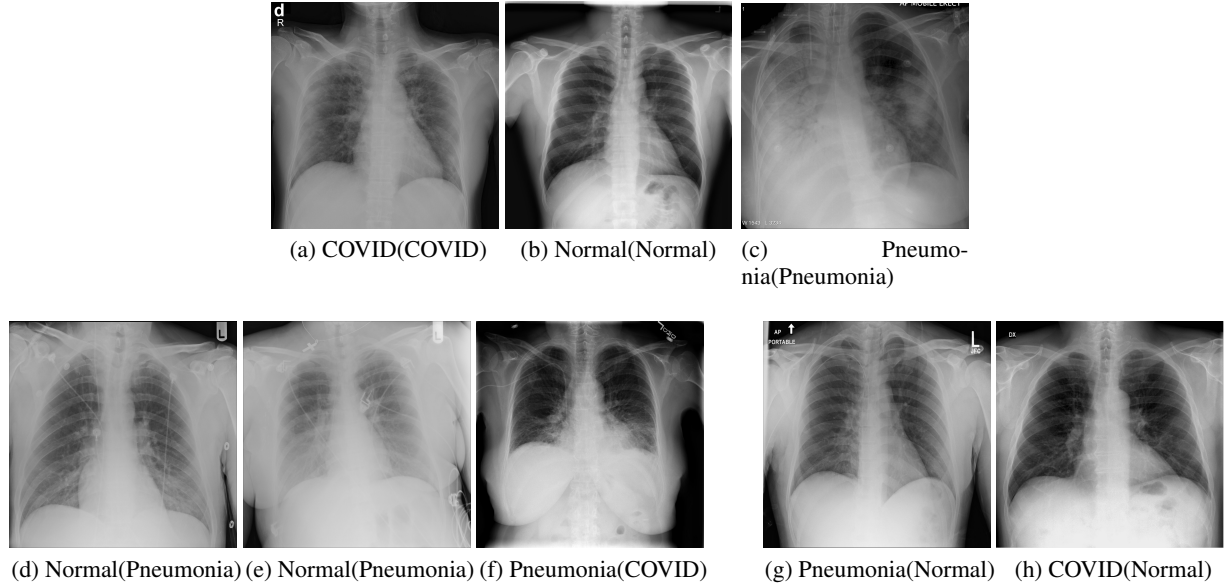 d
R
AP MOBILE ERECT
(a) COVID(COVID)
(b) Normal(Normal)
(c) Pneumo-
nia(Pneumonia)
L
L
AP
PORTABLE
L
DX
(d) Normal(Pneumonia)
(e) Normal(Pneumonia)
(f) Pneumonia(COVID)
(g) Pneumonia(Normal)
(h) COVID(Normal)